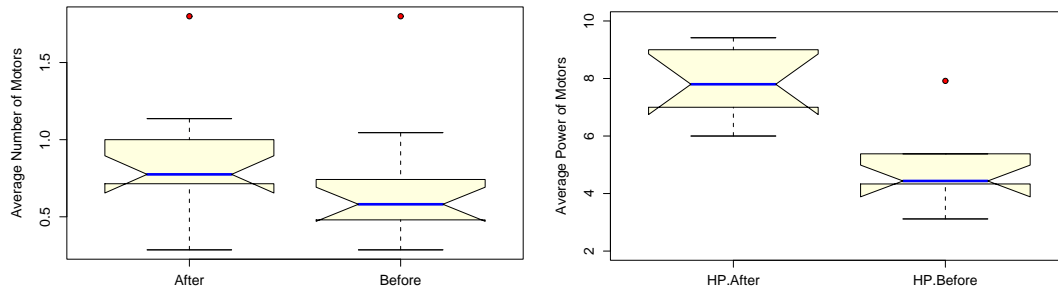 Average Number of Motors
1.5
1.0
0.5
After
Before
Average Power of Motors
10
8
6
4
2
HP.After
HP.Before